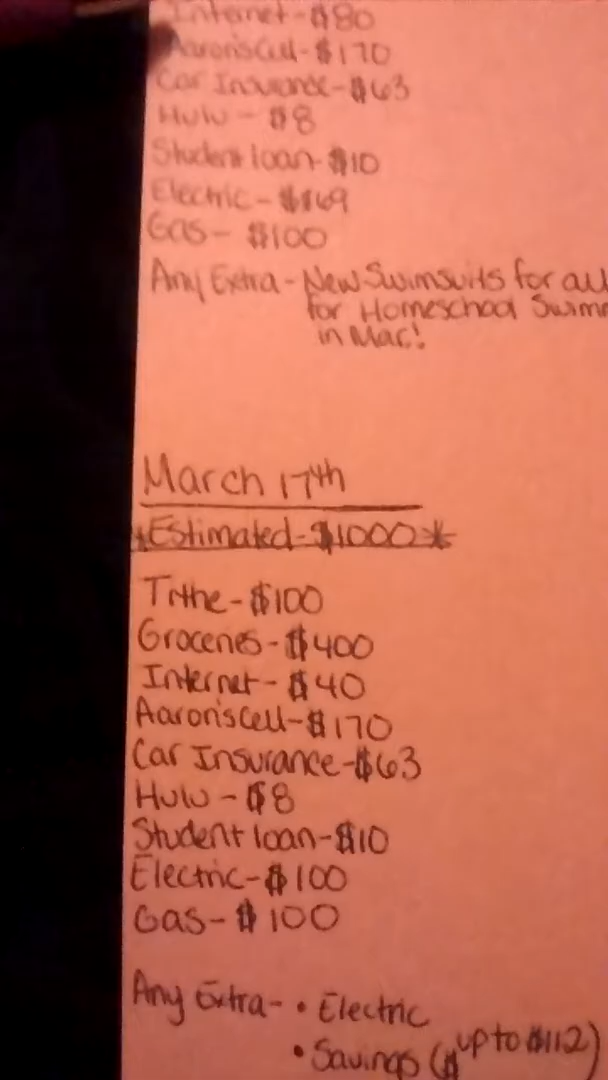 Internet-$80
Aaron's Cell-$170
Car Insurance-$63
Hulu - $8
Student loan-$10
Electric-$169
Gas- $100
Any Extra-New Swimsuits for all
for Homeschool
in Mac!
March 17th
*Estimated-$1000*
Tithe-$100
Groceries-$400
Internet-$40
Aaron's Cell-$170
Car Insurance-$63
Hulu-$8
Student loan-$10
Electric-$100
Gas-$100
Any Extra- • Electric
• Savings (up to $112)